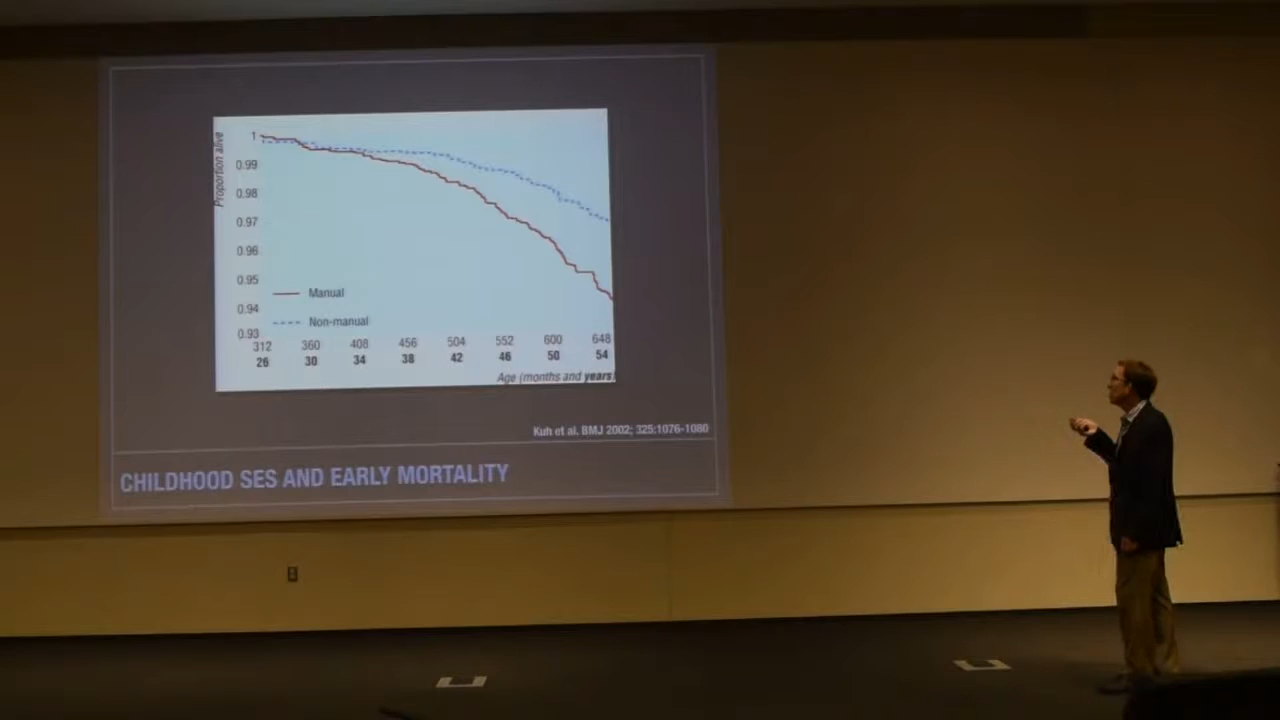 Proportion alive
1
0.99
0.98
0.97
0.96
0.95
0.94
0.93
Manual
Non-manual
312 360 408 456 504 552 600 648
26 30 34 38 42 46 50 54
Age (months and years)
Kuh et al. BMJ 2002; 325:1076-1080
CHILDHOOD SES AND EARLY MORTALITY